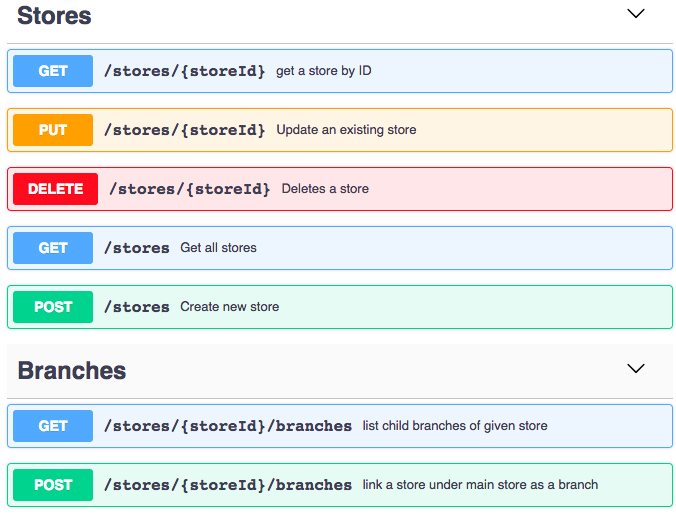 Stores
GET /stores/{storeId} get a store by ID
PUT /stores/{storeId} Update an existing store
DELETE /stores/{storeId} Deletes a store
GET /stores Get all stores
POST /stores Create new store
Branches
GET /stores/{storeId}/branches list child branches of given store
POST /stores/{storeId}/branches link a store under main store as a branch